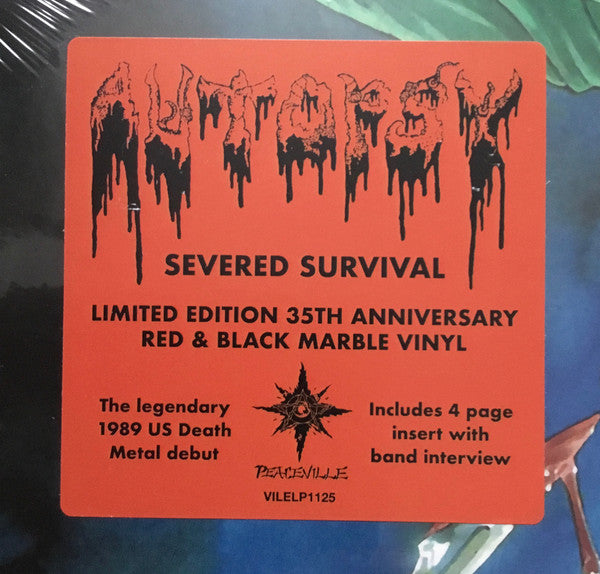 AUTOPSY
SEVERED SURVIVAL
LIMITED EDITION 35TH ANNIVERSARY
RED & BLACK MARBLE VINYL
The legendary
1989 US Death
Metal debut
Includes 4 page
insert with
band interview
PEACEVILLE
VILELP1125